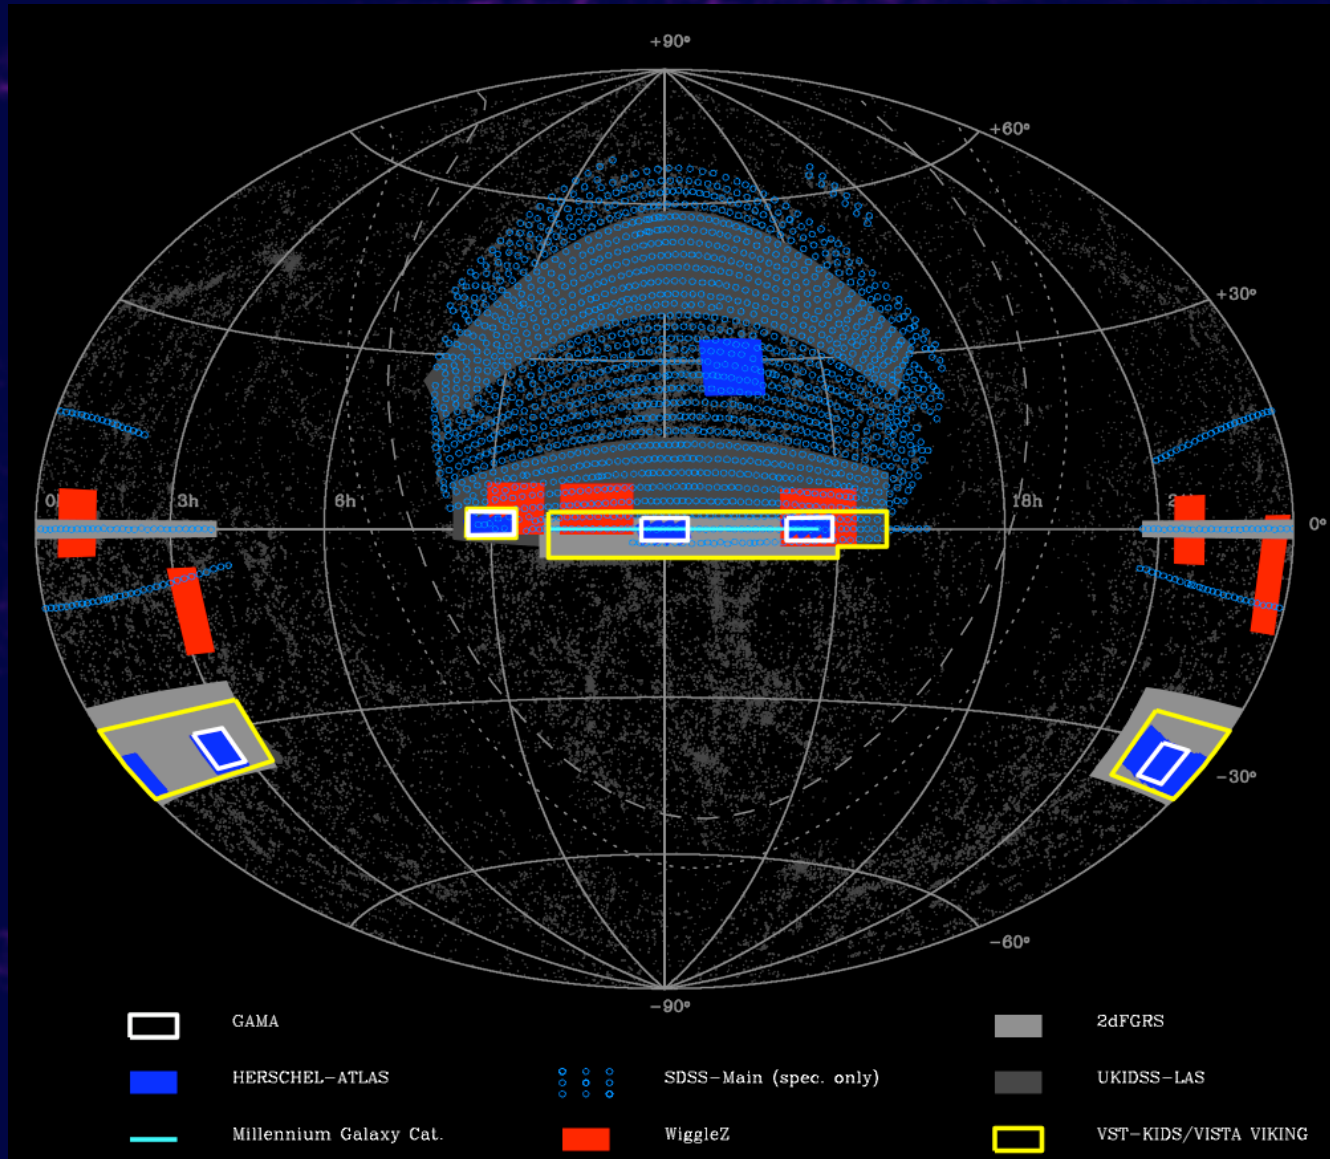 +90°
+60°
+30°
3h
6h
18h
0°
-30°
-60°
-90°
GAMA
2dFGRS
HERSCHEL-ATLAS
SDSS-Main (spec. only)
UKIDSS-LAS
Millennium Galaxy Cat.
WiggleZ
VST-KIDS/VISTA VIKING